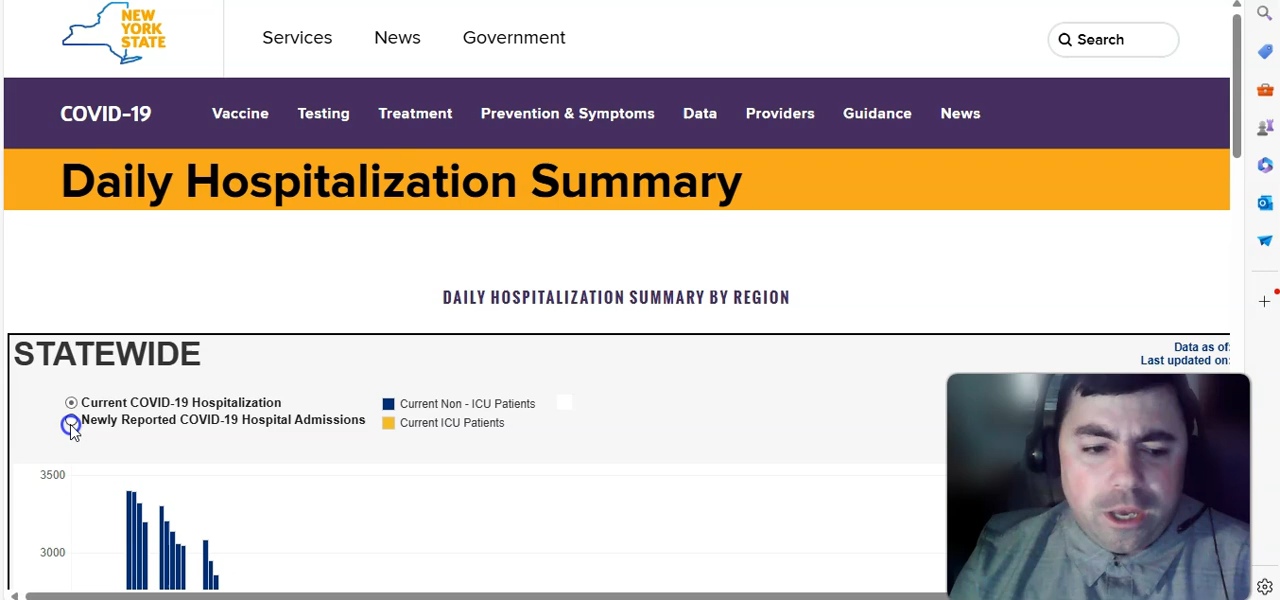 NEW
YORK
STATE
Services
News
Government
Search
COVID-19
Vaccine
Testing
Treatment
Prevention & Symptoms
Data
Providers
Guidance
News
Daily Hospitalization Summary
DAILY HOSPITALIZATION SUMMARY BY REGION
STATEWIDE
Data as of:
Last updated on:
Current COVID-19 Hospitalization
Newly Reported COVID-19 Hospital Admissions
Current Non - ICU Patients
Current ICU Patients
3500
3000